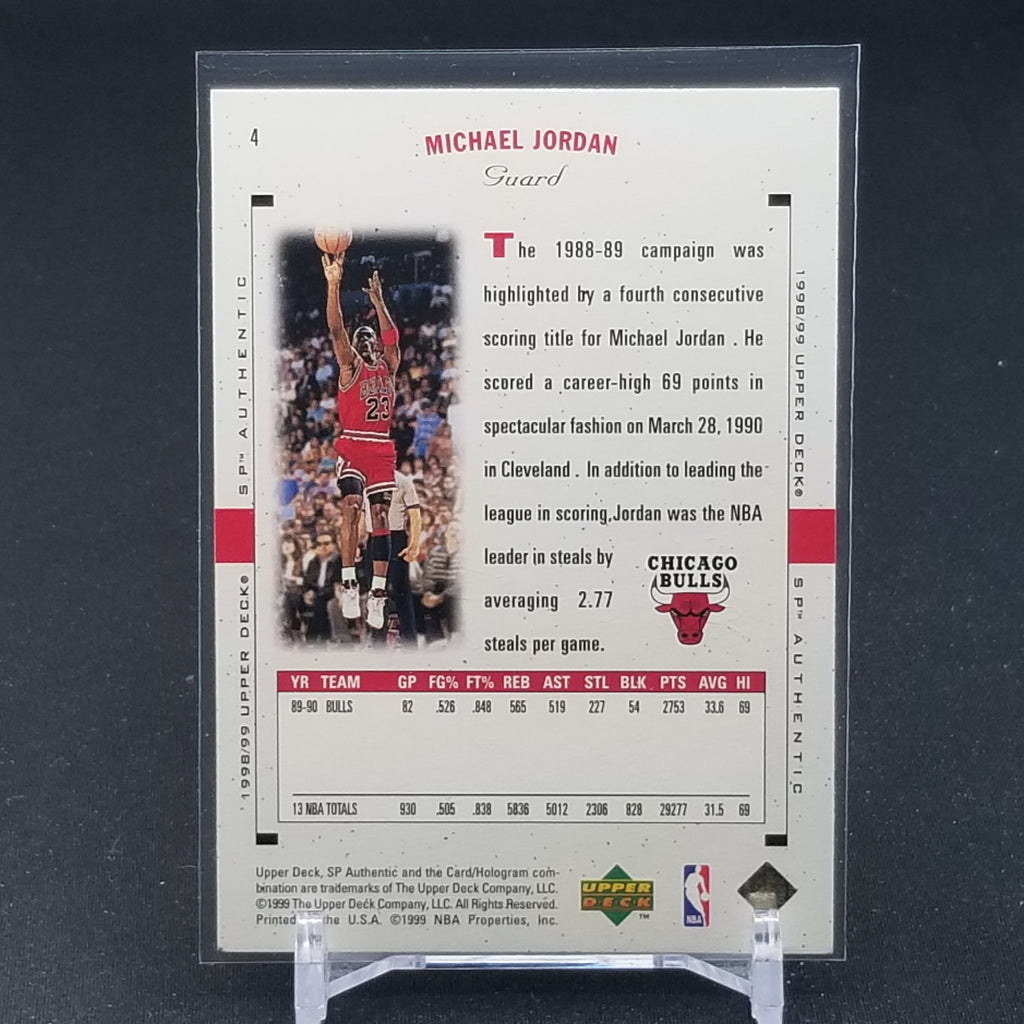 4
MICHAEL JORDAN
Guard
The 1988-89 campaign was
highlighted by a fourth consecutive
scoring title for Michael Jordan . He
scored a career-high 69 points in
spectacular fashion on March 28, 1990
in Cleveland . In addition to leading the
league in scoring,Jordan was the NBA
leader in steals by
averaging 2.77
steals per game.
CHICAGO
BULLS
BULLS
23
SP™ AUTHENTIC
1998/99 UPPER DECK®
1998/99 UPPER DECK®
SP™ AUTHENTIC
YR TEAM GP FG% FT% REB AST STL BLK PTS AVG HI
89-90 BULLS 82 .526 .848 565 519 227 54 2753 33.6 69
13 NBA TOTALS 930 .505 .838 5836 5012 2306 828 29277 31.5 69
Upper Deck, SP Authentic and the Card/Hologram com-
bination are trademarks of The Upper Deck Company, LLC.
©1999 The Upper Deck Company, LLC. All Rights Reserved.
Printed the U.S.A. ©1999 NBA Properties, Inc.
UPPER
DECK™
NBA